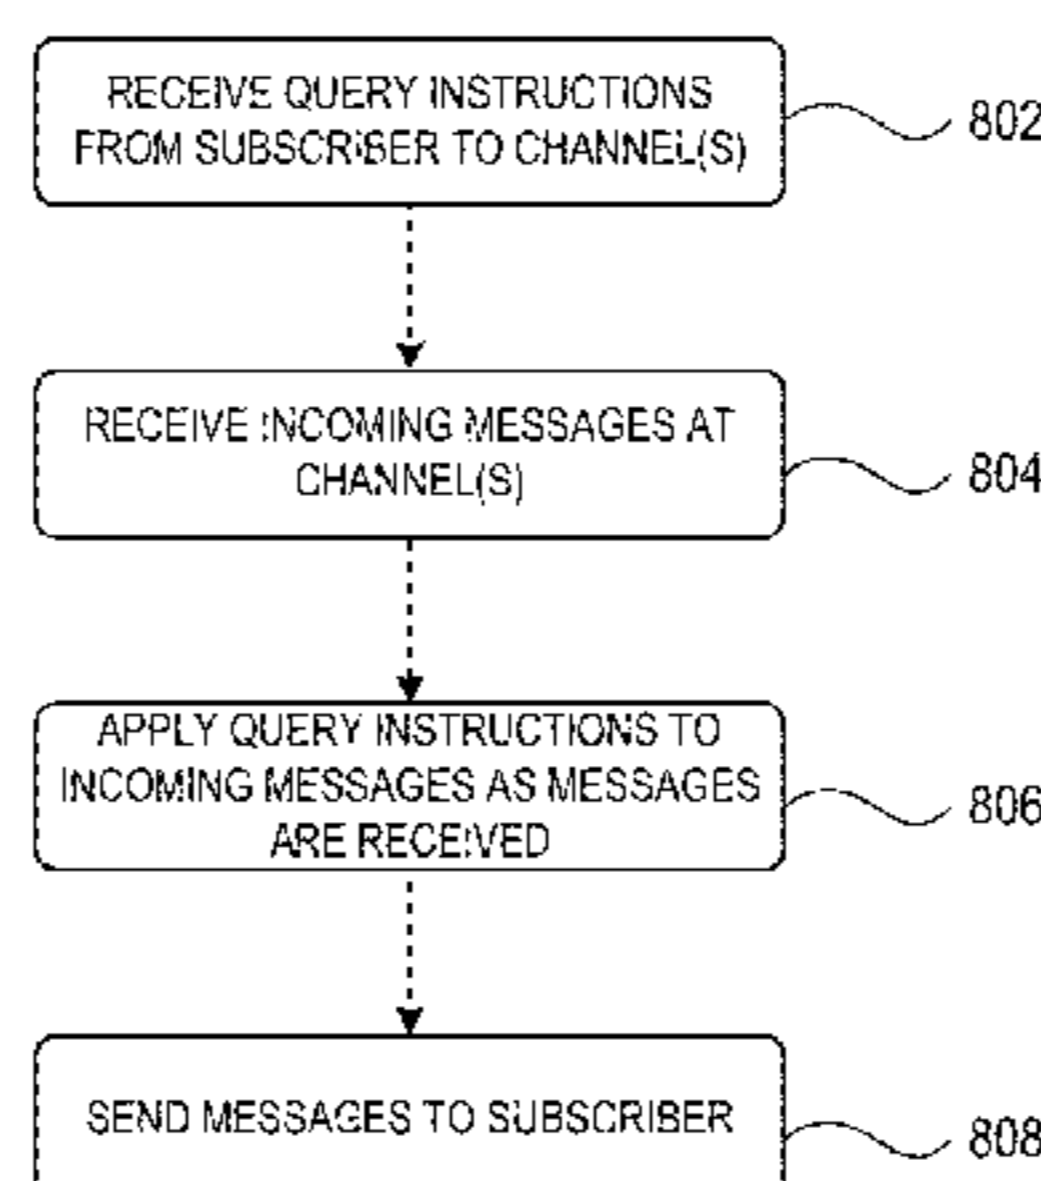 RECEIVE QUERY INSTRUCTIONS
FROM SUBSCRIBER TO CHANNEL(S)
802
RECEIVE INCOMING MESSAGES AT
CHANNEL(S)
804
APPLY QUERY INSTRUCTIONS TO
INCOMING MESSAGES AS MESSAGES
ARE RECEIVED
806
SEND MESSAGES TO SUBSCRIBER
808